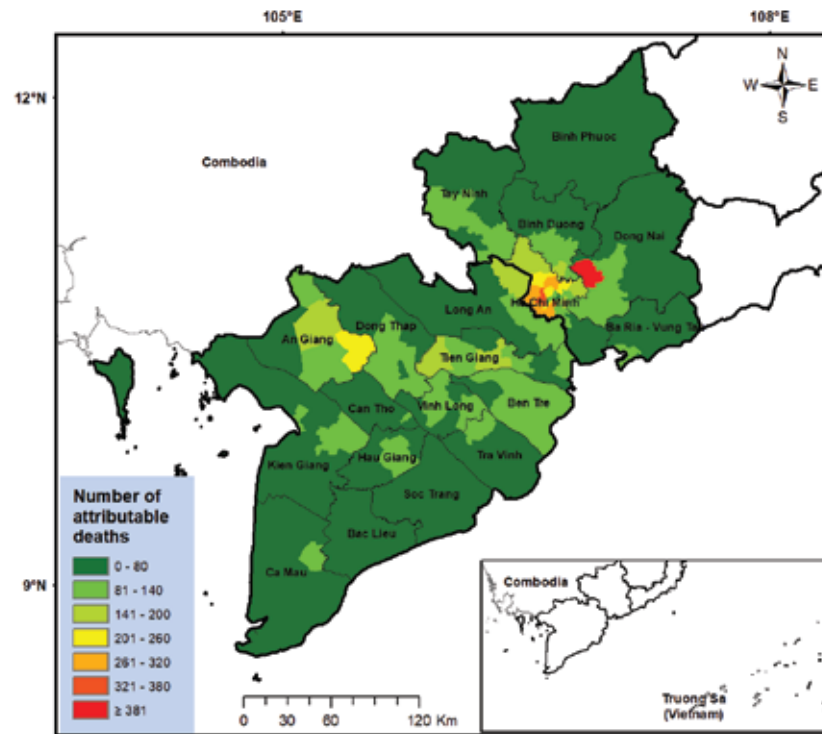 105°E
108°E
12°N
N
W E
S
Binh Phuoc
Combodia
Tay Ninh
Binh Duong
Dong Nai
Long An
Ho Chi Minh
Ba Ria - Vung Ta
Dong Thap
An Giang
Tien Giang
Can Tho
Vinh Long
Ben Tre
Kien Giang
Hau Giang
Tra Vinh
Soc Trang
Bac Lieu
Ca Mau
9°N
Number of
attributable
deaths
0 - 80
81 - 140
141 - 200
201 - 260
261 - 320
321 - 380
≥ 381
0 30 60 120 Km
Combodia
Truong Sa
(Vietnam)